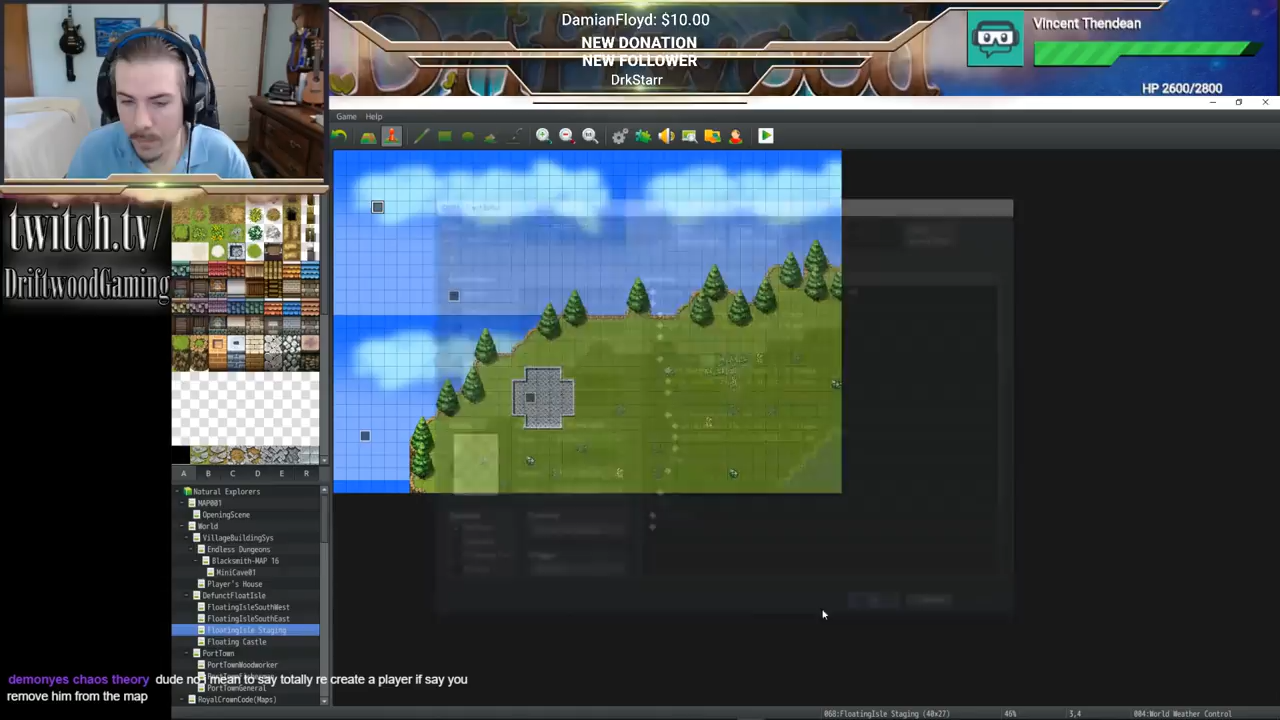 DamianFloyd: $10.00
NEW DONATION
NEW FOLLOWER
DrkStarr
Vincent Thendean
HP 2600/2800
Game Help
twitch.tv/
DriftwoodGaming
A B C D E R
Natural Explorers
MAP001
OpeningScene
World
VillageBuildingSys
Endless Dungeons
Blacksmith-MAP 16
MiniCave01
Player's House
DefunctFloatIsle
FloatingIsleSouthWest
FloatingIsleSouthEast
FloatingIsle Staging
Floating Castle
PortTown
PortTownWoodworker
PortTownGeneral
RoyalCrownCode(Maps)
demonyes chaos theory dude no i mean to say totally re create a player if say you
remove him from the map
068:FloatingIsle Staging (40x27) 46% 3,4 004:World Weather Control